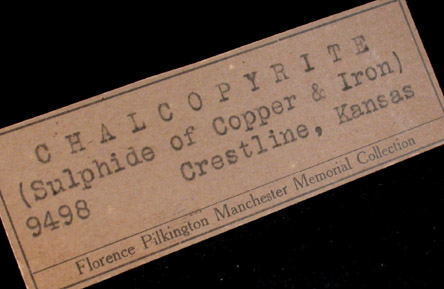 CHALCOPYRITE
(Sulphide of Copper & Iron)
9498 Crestline, Kansas
Florence Pilkington Manchester Memorial Collection